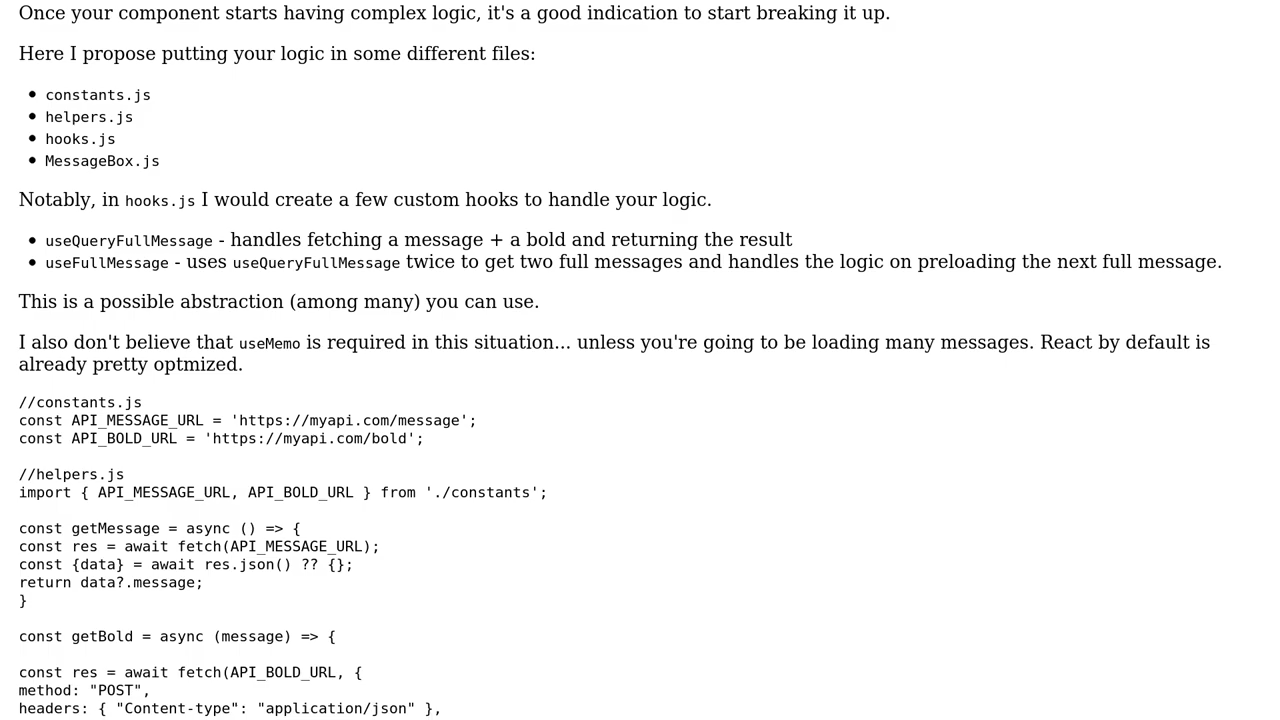 Once your component starts having complex logic, it's a good indication to start breaking it up.
Here I propose putting your logic in some different files:
constants.js
helpers.js
hooks.js
MessageBox.js
Notably, in hooks.js I would create a few custom hooks to handle your logic.
useQueryFullMessage - handles fetching a message + a bold and returning the result
useFullMessage - uses useQueryFullMessage twice to get two full messages and handles the logic on preloading the next full message.
This is a possible abstraction (among many) you can use.
I also don't believe that useMemo is required in this situation... unless you're going to be loading many messages. React by default is
already pretty optmized.
//constants.js
const API_MESSAGE_URL = 'https://myapi.com/message';
const API_BOLD_URL = 'https://myapi.com/bold';
//helpers.js
import { API_MESSAGE_URL, API_BOLD_URL } from './constants';
const getMessage = async () => {
const res = await fetch(API_MESSAGE_URL);
const {data} = await res.json() ?? {};
return data?.message;
}
const getBold = async (message) => {
const res = await fetch(API_BOLD_URL, {
method: "POST",
headers: { "Content-type": "application/json" },